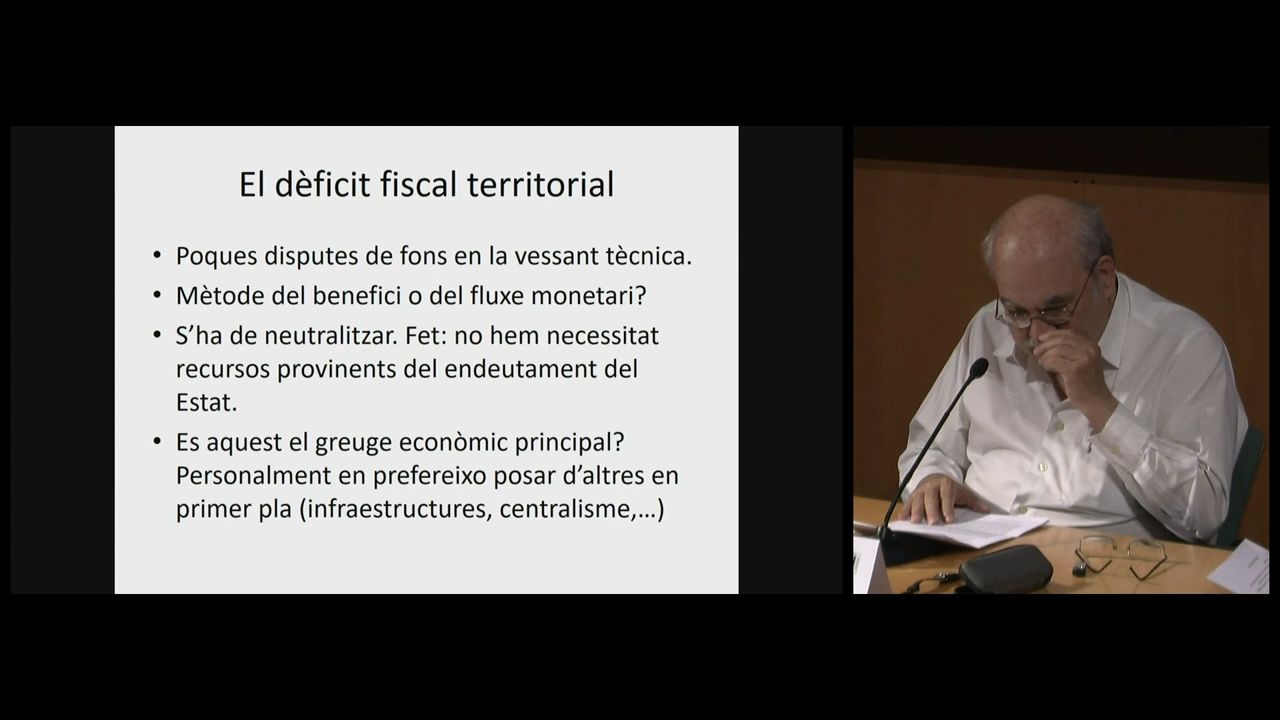 El dèficit fiscal territorial
• Poques disputes de fons en la vessant tècnica.
• Mètode del benefici o del fluxe monetari?
• S’ha de neutralitzar. Fet: no hem necessitat
recursos provinents del endeutament del
Estat.
• Es aquest el greuge econòmic principal?
Personalment en prefereixo posar d’altres en
primer pla (infraestructures, centralisme,…)